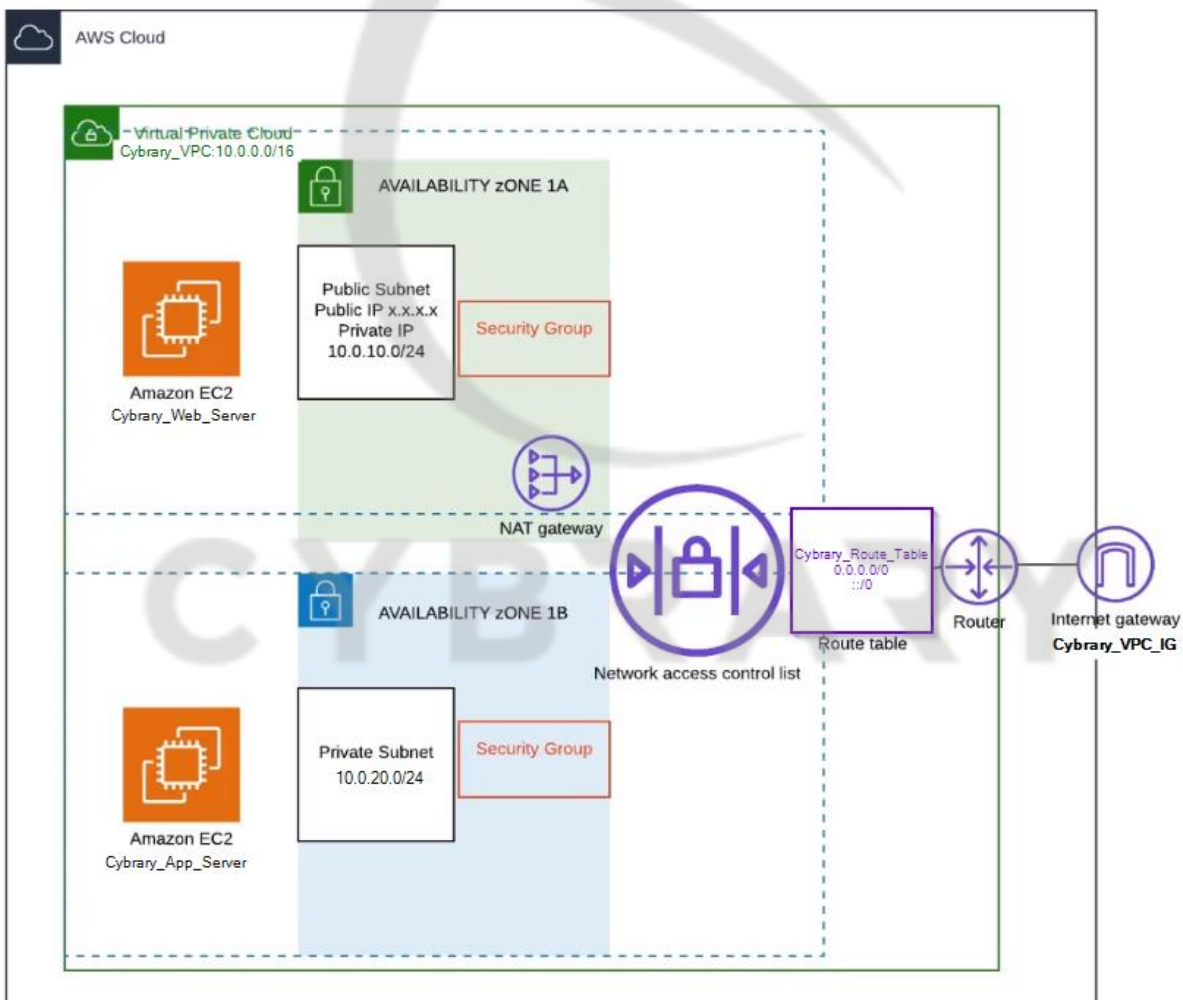 AWS Cloud
Virtual Private Cloud
Cybrary_VPC:10.0.0.0/16
AVAILABILITY zONE 1A
Public Subnet
Public IP x.x.x.x
Private IP
10.0.10.0/24
Security Group
Amazon EC2
Cybrary_Web_Server
NAT gateway
Cybrary_Route_Table
0.0.0.0/0
::/0
Route table
Router
Internet gateway
Cybrary_VPC_IG
Network access control list
AVAILABILITY zONE 1B
Private Subnet
10.0.20.0/24
Security Group
Amazon EC2
Cybrary_App_Server
CYBRARY